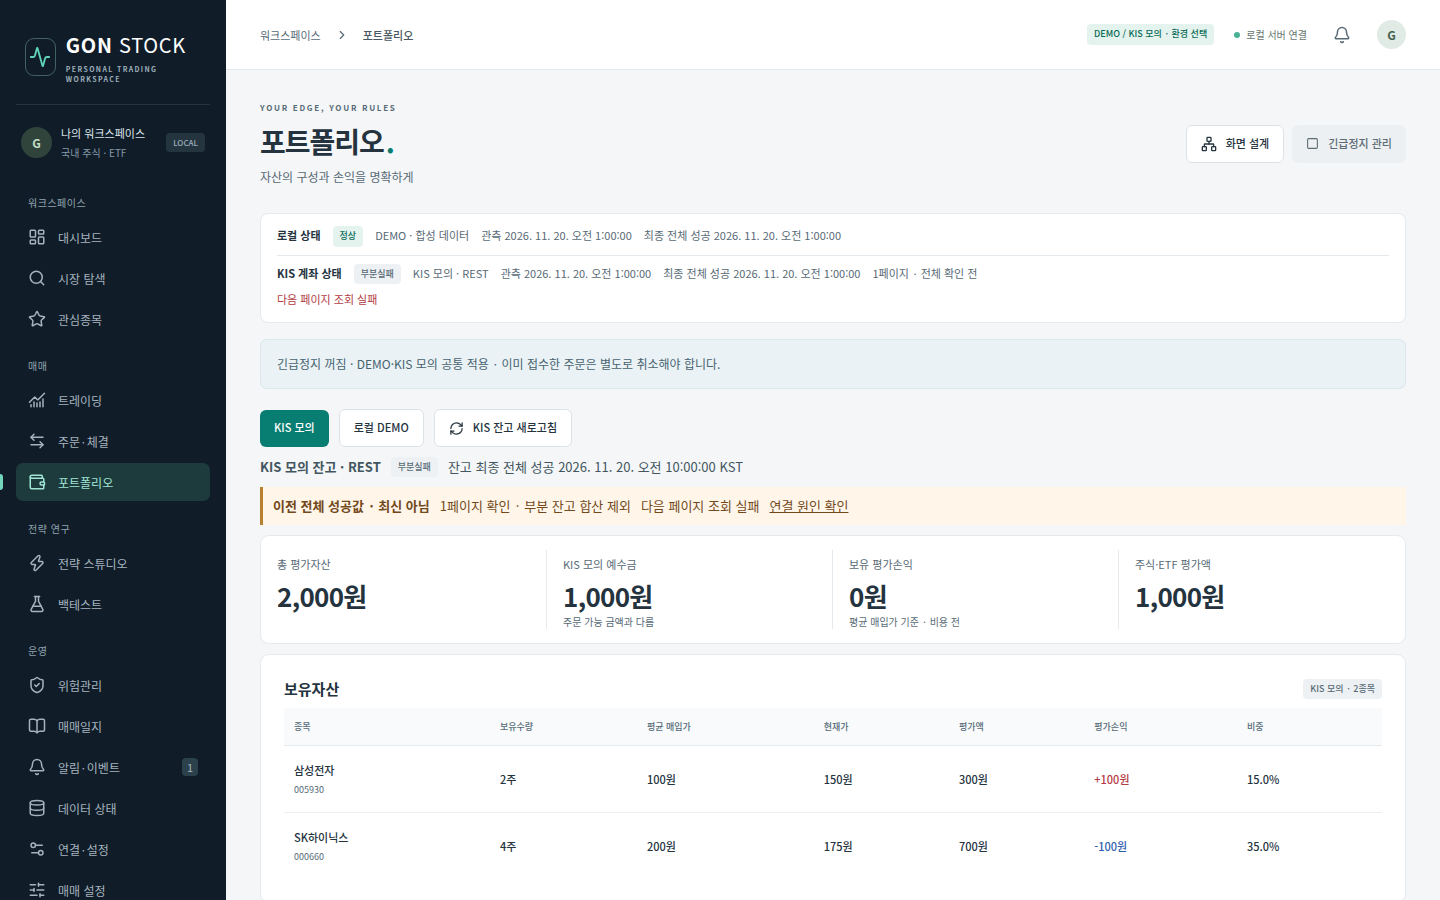 GON STOCK
PERSONAL TRADING
WORKSPACE
G
나의 워크스페이스
국내 주식 · ETF
LOCAL
워크스페이스
대시보드
시장 탐색
관심종목
매매
트레이딩
주문·체결
포트폴리오
전략 연구
전략 스튜디오
백테스트
운영
위험관리
매매일지
알림·이벤트
1
데이터 상태
연결·설정
매매 설정
워크스페이스 > 포트폴리오
DEMO / KIS 모의 · 환경 선택
로컬 서버 연결
G
YOUR EDGE, YOUR RULES
포트폴리오.
자산의 구성과 손익을 명확하게
화면 설계
긴급정지 관리
로컬 상태 정상 DEMO · 합성 데이터 관측 2026. 11. 20. 오전 1:00:00 최종 전체 성공 2026. 11. 20. 오전 1:00:00
KIS 계좌 상태 부분실패 KIS 모의 · REST 관측 2026. 11. 20. 오전 1:00:00 최종 전체 성공 2026. 11. 20. 오전 1:00:00 1페이지 · 전체 확인 전
다음 페이지 조회 실패
긴급정지 꺼짐 · DEMO·KIS 모의 공통 적용 · 이미 접수한 주문은 별도로 취소해야 합니다.
KIS 모의
로컬 DEMO
KIS 잔고 새로고침
KIS 모의 잔고 · REST 부분실패 잔고 최종 전체 성공 2026. 11. 20. 오전 10:00:00 KST
이전 전체 성공값 · 최신 아님 1페이지 확인 · 부분 잔고 합산 제외 다음 페이지 조회 실패 연결 원인 확인
총 평가자산
2,000원
KIS 모의 예수금
1,000원
주문 가능 금액과 다름
보유 평가손익
0원
평균 매입가 기준 · 비용 전
주식·ETF 평가액
1,000원
보유자산
KIS 모의 · 2종목
종목 보유수량 평균 매입가 현재가 평가액 평가손익 비중
삼성전자
005930
2주 100원 150원 300원 +100원 15.0%
SK하이닉스
000660
4주 200원 175원 700원 -100원 35.0%